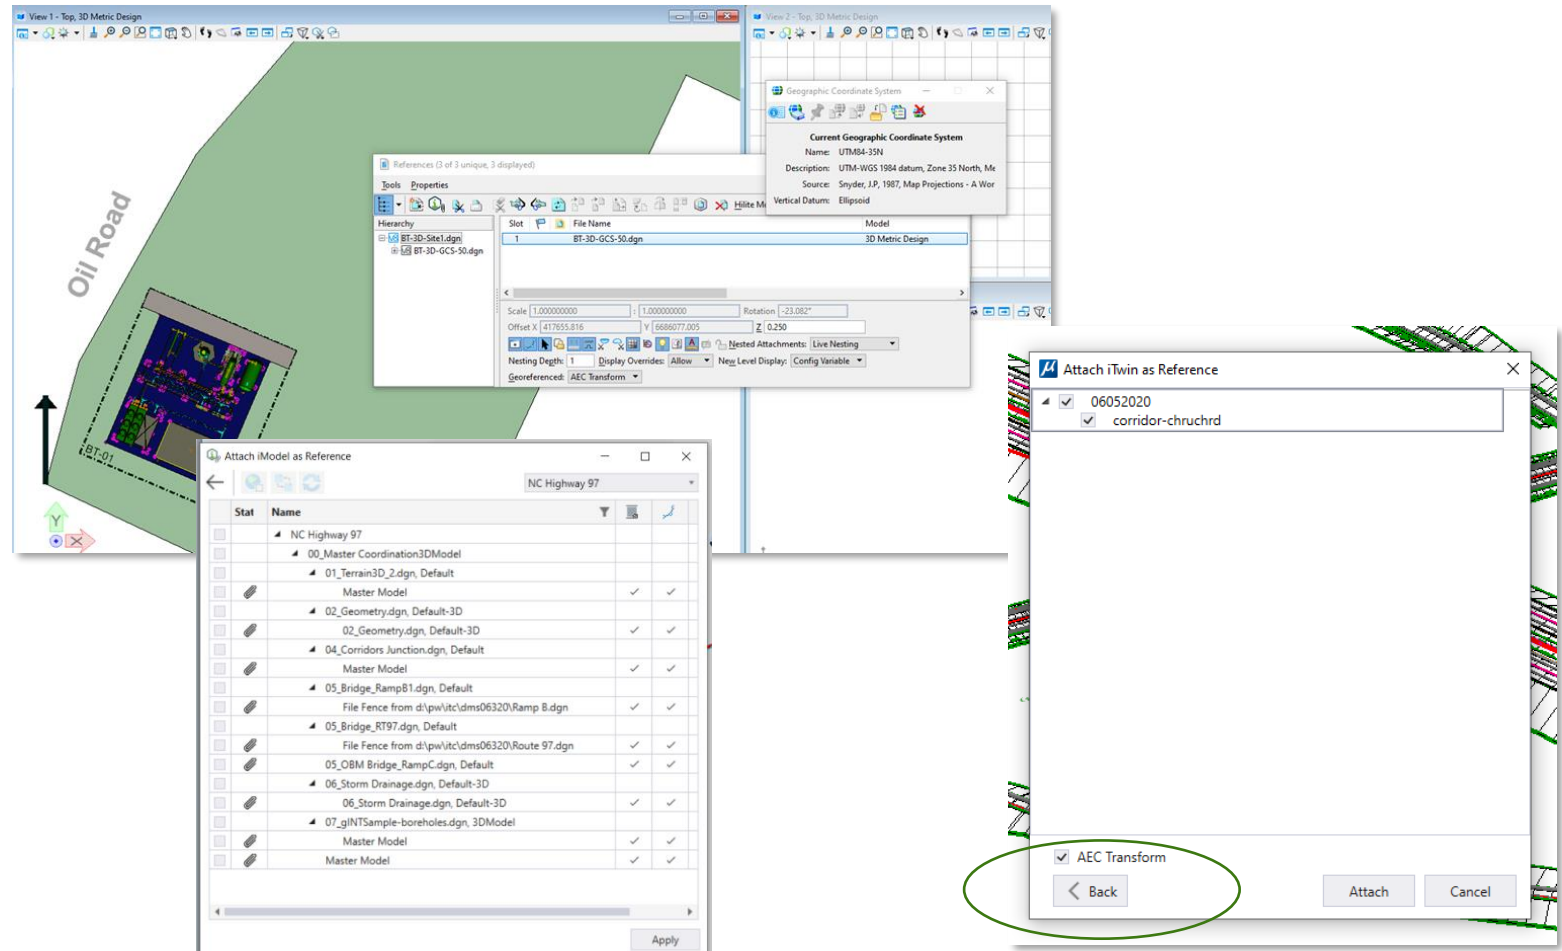 View 1 - Top, 3D Metric Design
View 2 - Top, 3D Metric Design
Oil Road
BT-01
Y
X
Geographic Coordinate System
Current Geographic Coordinate System
Name: UTM84-35N
Description: UTM-WGS 1984 datum, Zone 35 North, Me
Source: Snyder, J.P, 1987, Map Projections - A Wor
Vertical Datum: Ellipsoid
References (3 of 3 unique, 3 displayed)
Tools Properties
Hilite M
Hierarchy
BT-3D-Site1.dgn
BT-3D-GCS-50.dgn
Slot File Name Model
1 BT-3D-GCS-50.dgn 3D Metric Design
Scale 1.000000000 : 1.000000000 Rotation -23.082°
Offset X 417655.816 Y 6686077.005 Z 0.250
Nested Attachments: Live Nesting
Nesting Depth: 1 Display Overrides: Allow New Level Display: Config Variable
Georeferenced: AEC Transform
Attach iModel as Reference
NC Highway 97
Stat Name
NC Highway 97
00_Master Coordination3DModel
01_Terrain3D_2.dgn, Default
Master Model
02_Geometry.dgn, Default-3D
02_Geometry.dgn, Default-3D
04_Corridors Junction.dgn, Default
Master Model
05_Bridge_RampB1.dgn, Default
File Fence from d:\pw\itc\dms06320\Ramp B.dgn
05_Bridge_RT97.dgn, Default
File Fence from d:\pw\itc\dms06320\Route 97.dgn
05_OBM Bridge_RampC.dgn, Default
06_Storm Drainage.dgn, Default-3D
06_Storm Drainage.dgn, Default-3D
07_gINTSample-boreholes.dgn, 3DModel
Master Model
Master Model
Apply
Attach iTwin as Reference
06052020
corridor-chruchrd
AEC Transform
Back
Attach
Cancel